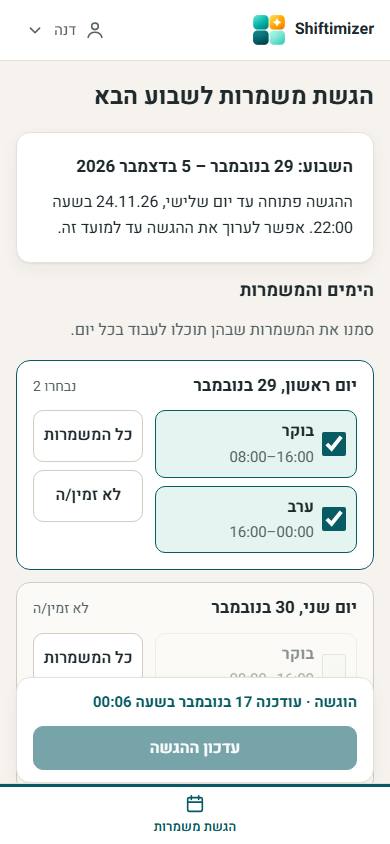 Shiftimizer
דנה
הגשת משמרות לשבוע הבא
השבוע: 29 בנובמבר – 5 בדצמבר 2026
ההגשה פתוחה עד יום שלישי, 24.11.26 בשעה
22:00. אפשר לערוך את ההגשה עד למועד זה.
הימים והמשמרות
סמנו את המשמרות שבהן תוכלו לעבוד בכל יום.
יום ראשון, 29 בנובמבר
נבחרו 2
בוקר
08:00–16:00
כל המשמרות
ערב
16:00–00:00
לא זמין/ה
יום שני, 30 בנובמבר
לא זמין/ה
בוקר
08:00–16:00
כל המשמרות
הוגשה · עודכנה 17 בנובמבר בשעה 00:06
עדכון ההגשה
הגשת משמרות